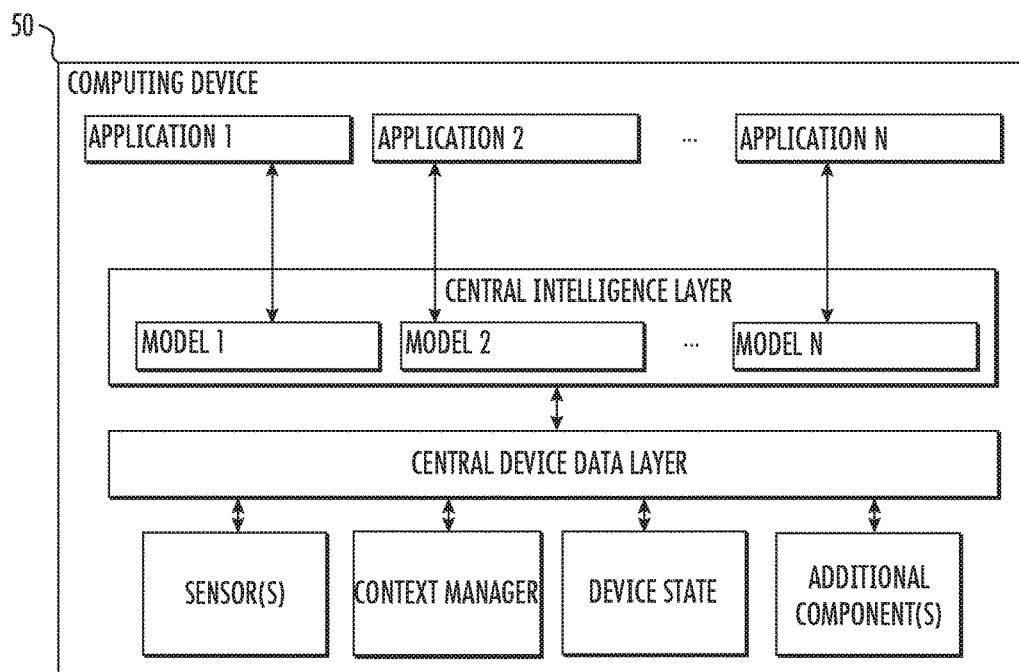 50
COMPUTING DEVICE
APPLICATION 1
APPLICATION 2
...
APPLICATION N
CENTRAL INTELLIGENCE LAYER
MODEL 1
MODEL 2
...
MODEL N
CENTRAL DEVICE DATA LAYER
SENSOR(S)
CONTEXT MANAGER
DEVICE STATE
ADDITIONAL
COMPONENT(S)